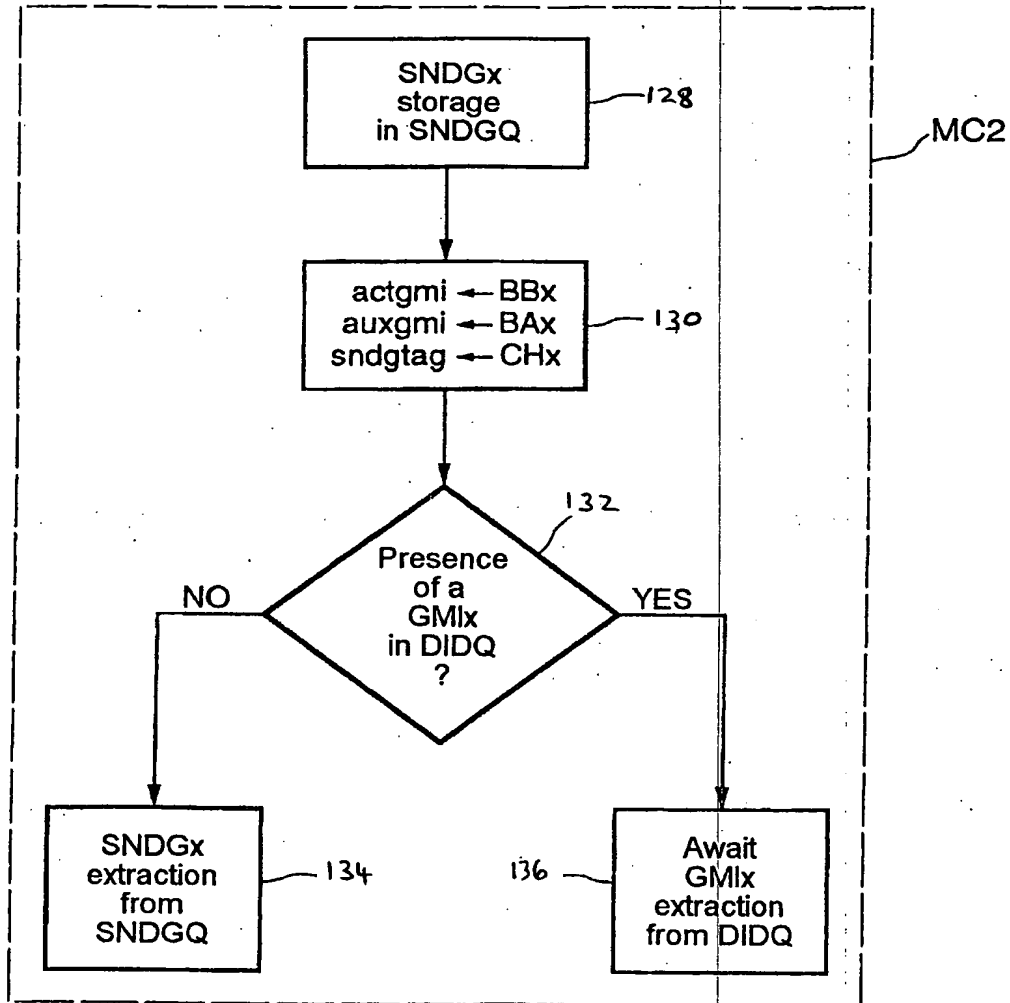 SNDGx
storage
in SNDGQ
128
MC2
actgmi ← BBx
auxgmi ← BAx
sndgtag ← CHx
130
132
Presence
of a
GMIx
in DIDQ
?
NO
YES
SNDGx
extraction
from
SNDGQ
134
136
Await
GMIx
extraction
from DIDQ